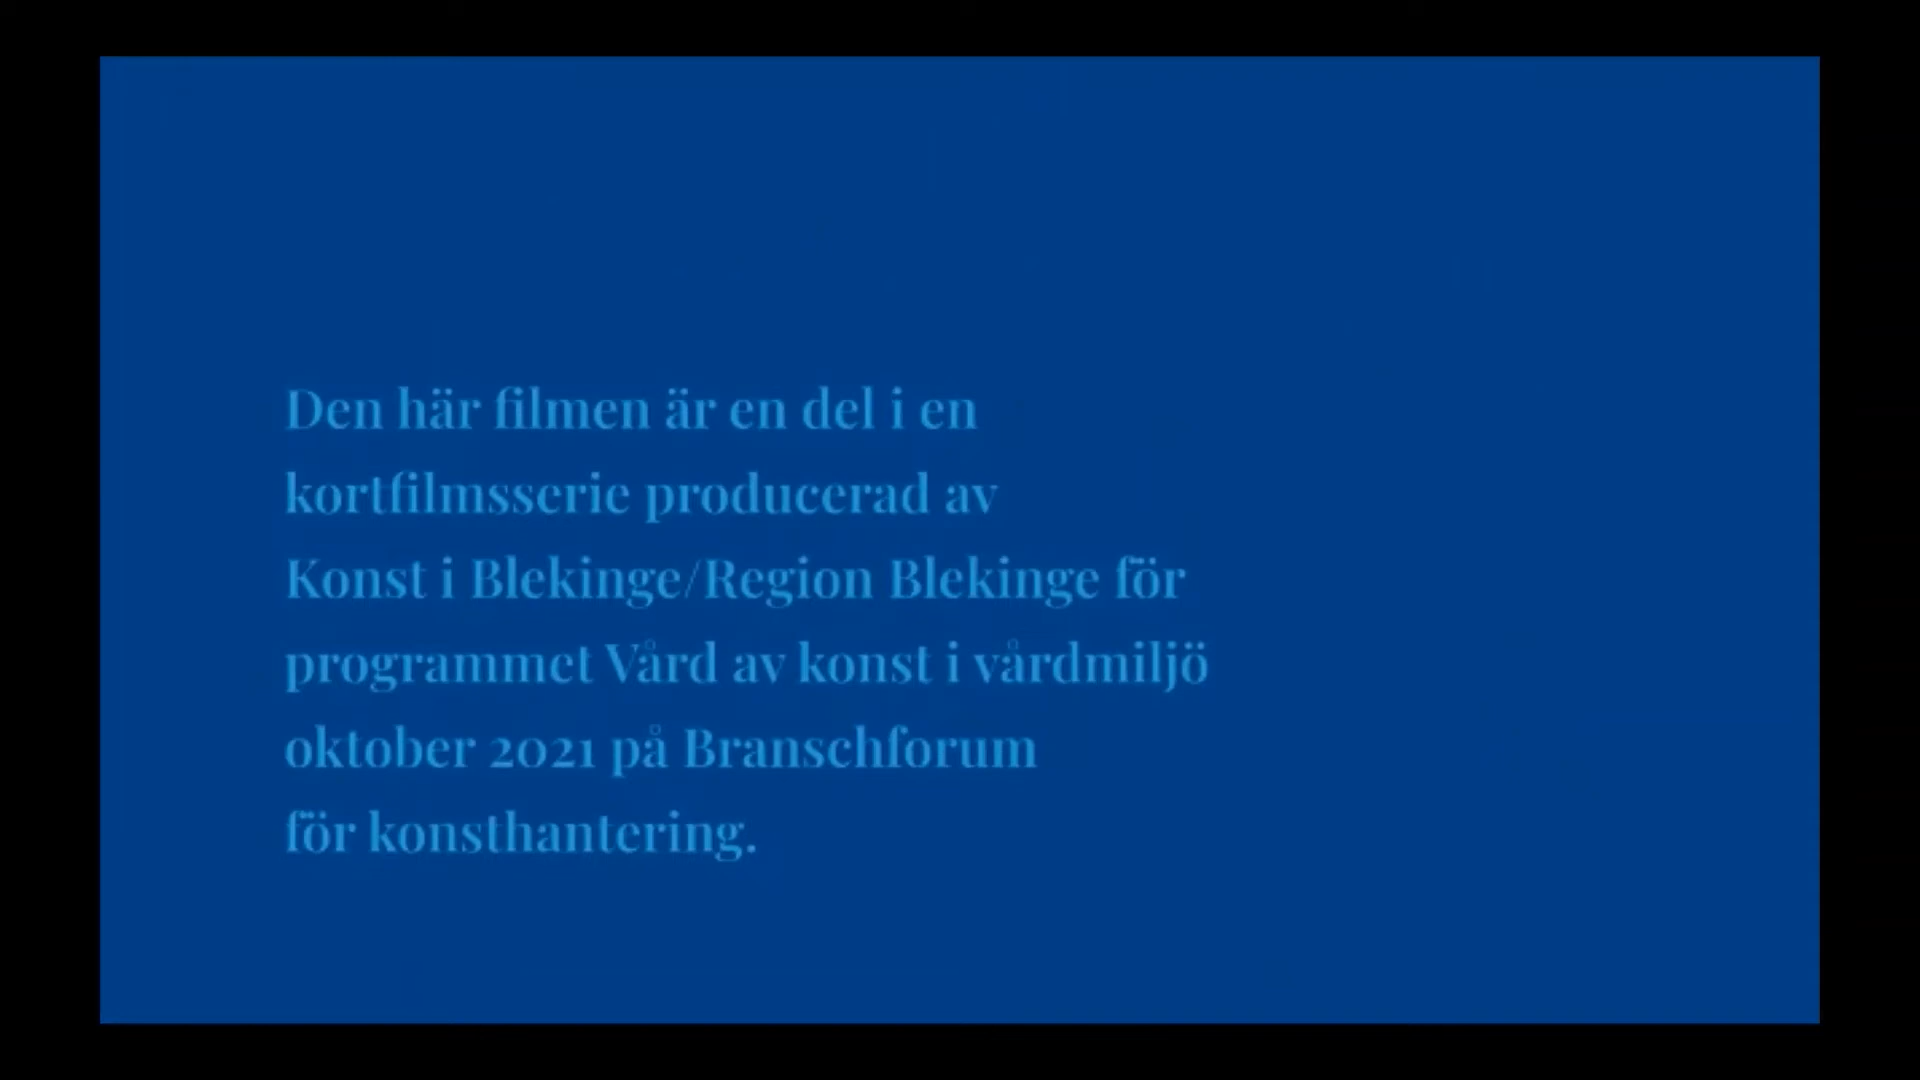 Den här filmen är en del i en
kortfilmsserie producerad av
Konst i Blekinge/Region Blekinge för
programmet Vård av konst i vårdmiljö
oktober 2021 på Branschforum
för konsthantering.